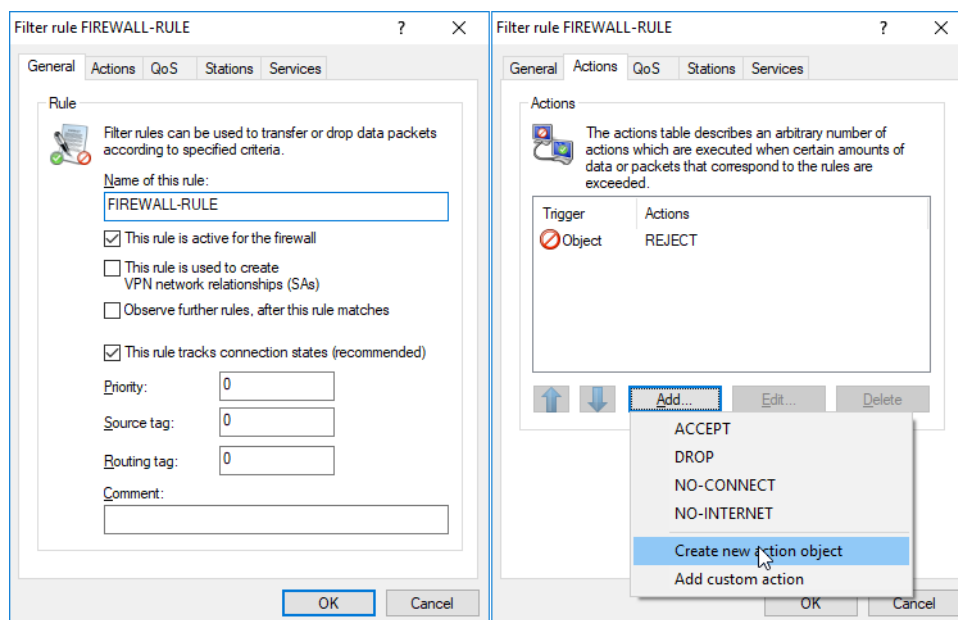 Filter rule FIREWALL-RULE
General Actions QoS Stations Services
Rule
Filter rules can be used to transfer or drop data packets
according to specified criteria.
Name of this rule:
FIREWALL-RULE
This rule is active for the firewall
This rule is used to create
VPN network relationships (SAs)
Observe further rules, after this rule matches
This rule tracks connection states (recommended)
Priority: 0
Source tag: 0
Routing tag: 0
Comment:
OK Cancel
Filter rule FIREWALL-RULE
General Actions QoS Stations Services
Actions
The actions table describes an arbitrary number of
actions which are executed when certain amounts of
data or packets that correspond to the rules are
exceeded.
Trigger Actions
Object REJECT
Add... Edit... Delete
ACCEPT
DROP
NO-CONNECT
NO-INTERNET
Create new action object
Add custom action
OK Cancel